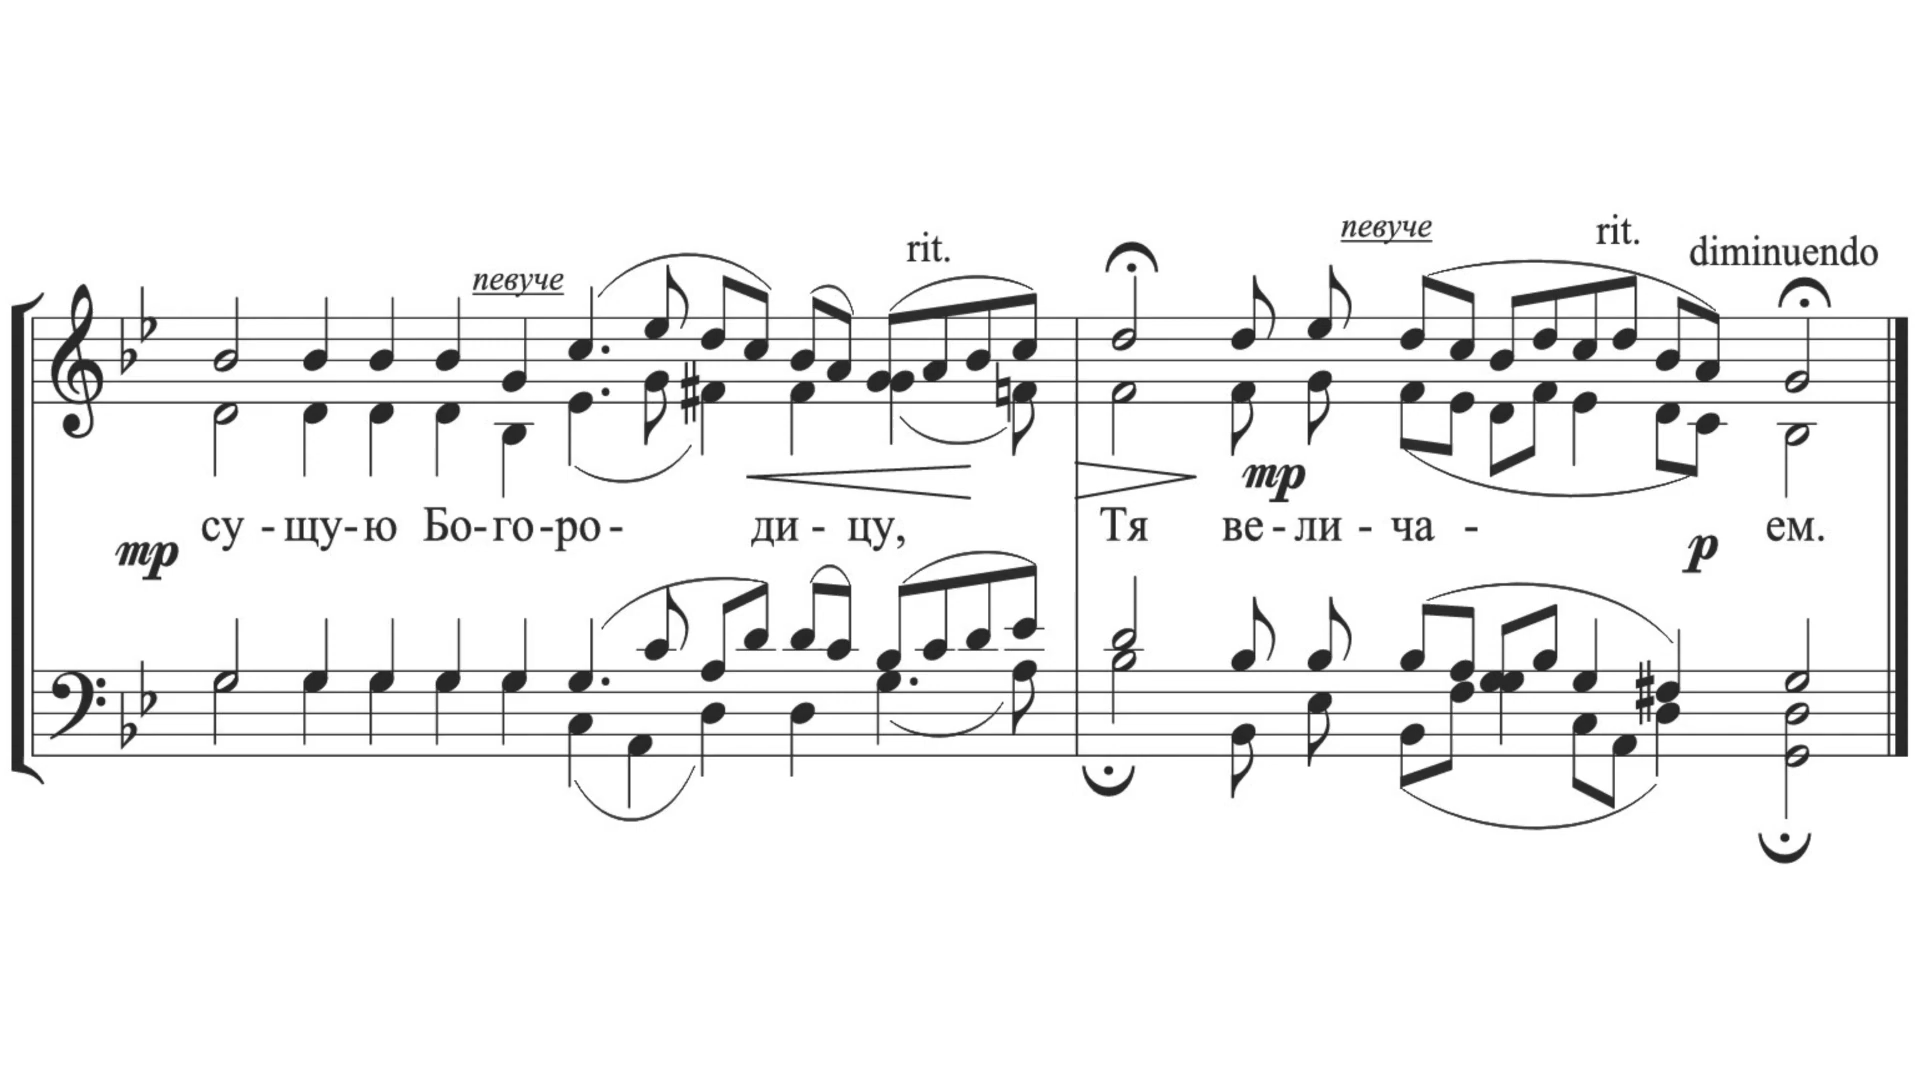 певуче rit. певуче rit. diminuendo
mp p
су - щу - ю Бо - го - ро - ди - цу, Тя ве - ли - ча - ем.
mp